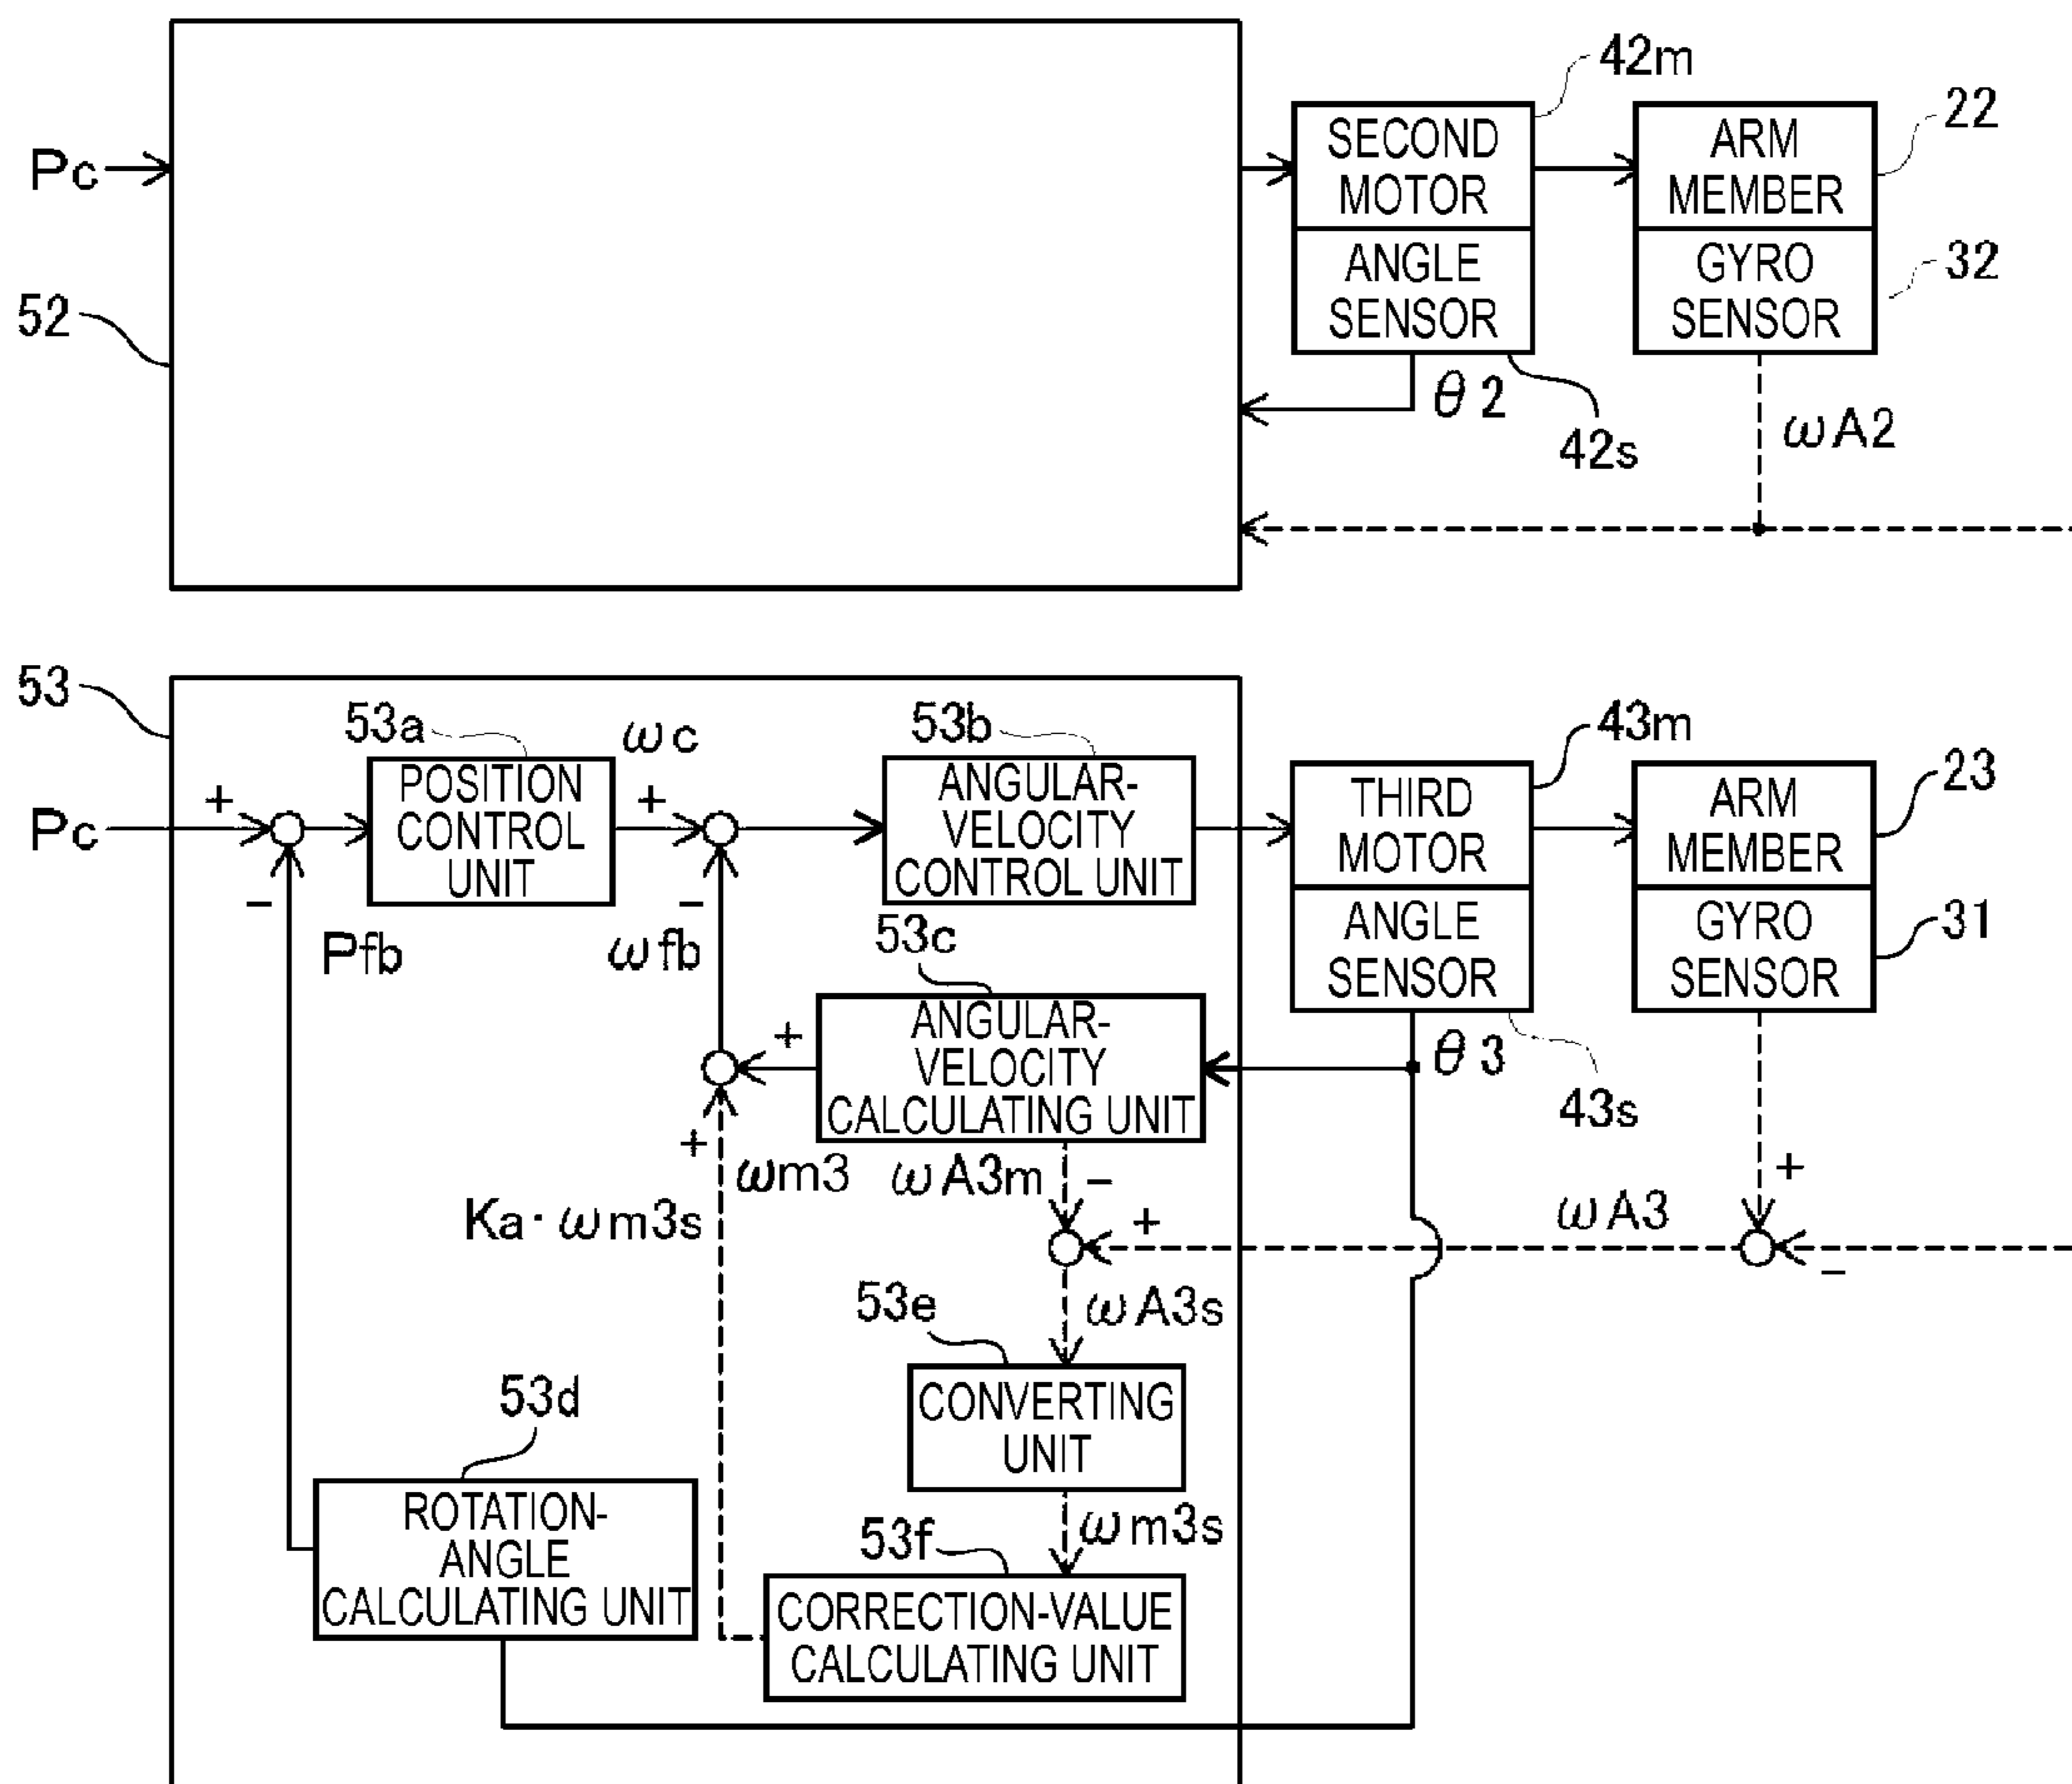 42m
SECOND
MOTOR
ARM
MEMBER
22
Pc
ANGLE
SENSOR
GYRO
SENSOR
32
52
θ2
42s
ωA2
53
53a
ωc
53b
43m
POSITION
CONTROL
UNIT
ANGULAR-
VELOCITY
CONTROL UNIT
THIRD
MOTOR
ARM
MEMBER
23
Pc
+
+
-
-
Pfb
ωfb
53c
ANGLE
SENSOR
GYRO
SENSOR
31
ANGULAR-
VELOCITY
CALCULATING UNIT
+
θ3
43s
+
ωm3
ωA3m
-
+
Ka·ωm3s
+
ωA3
-
53e
ωA3s
CONVERTING
UNIT
53d
ROTATION-
ANGLE
CALCULATING UNIT
53f
ωm3s
CORRECTION-VALUE
CALCULATING UNIT